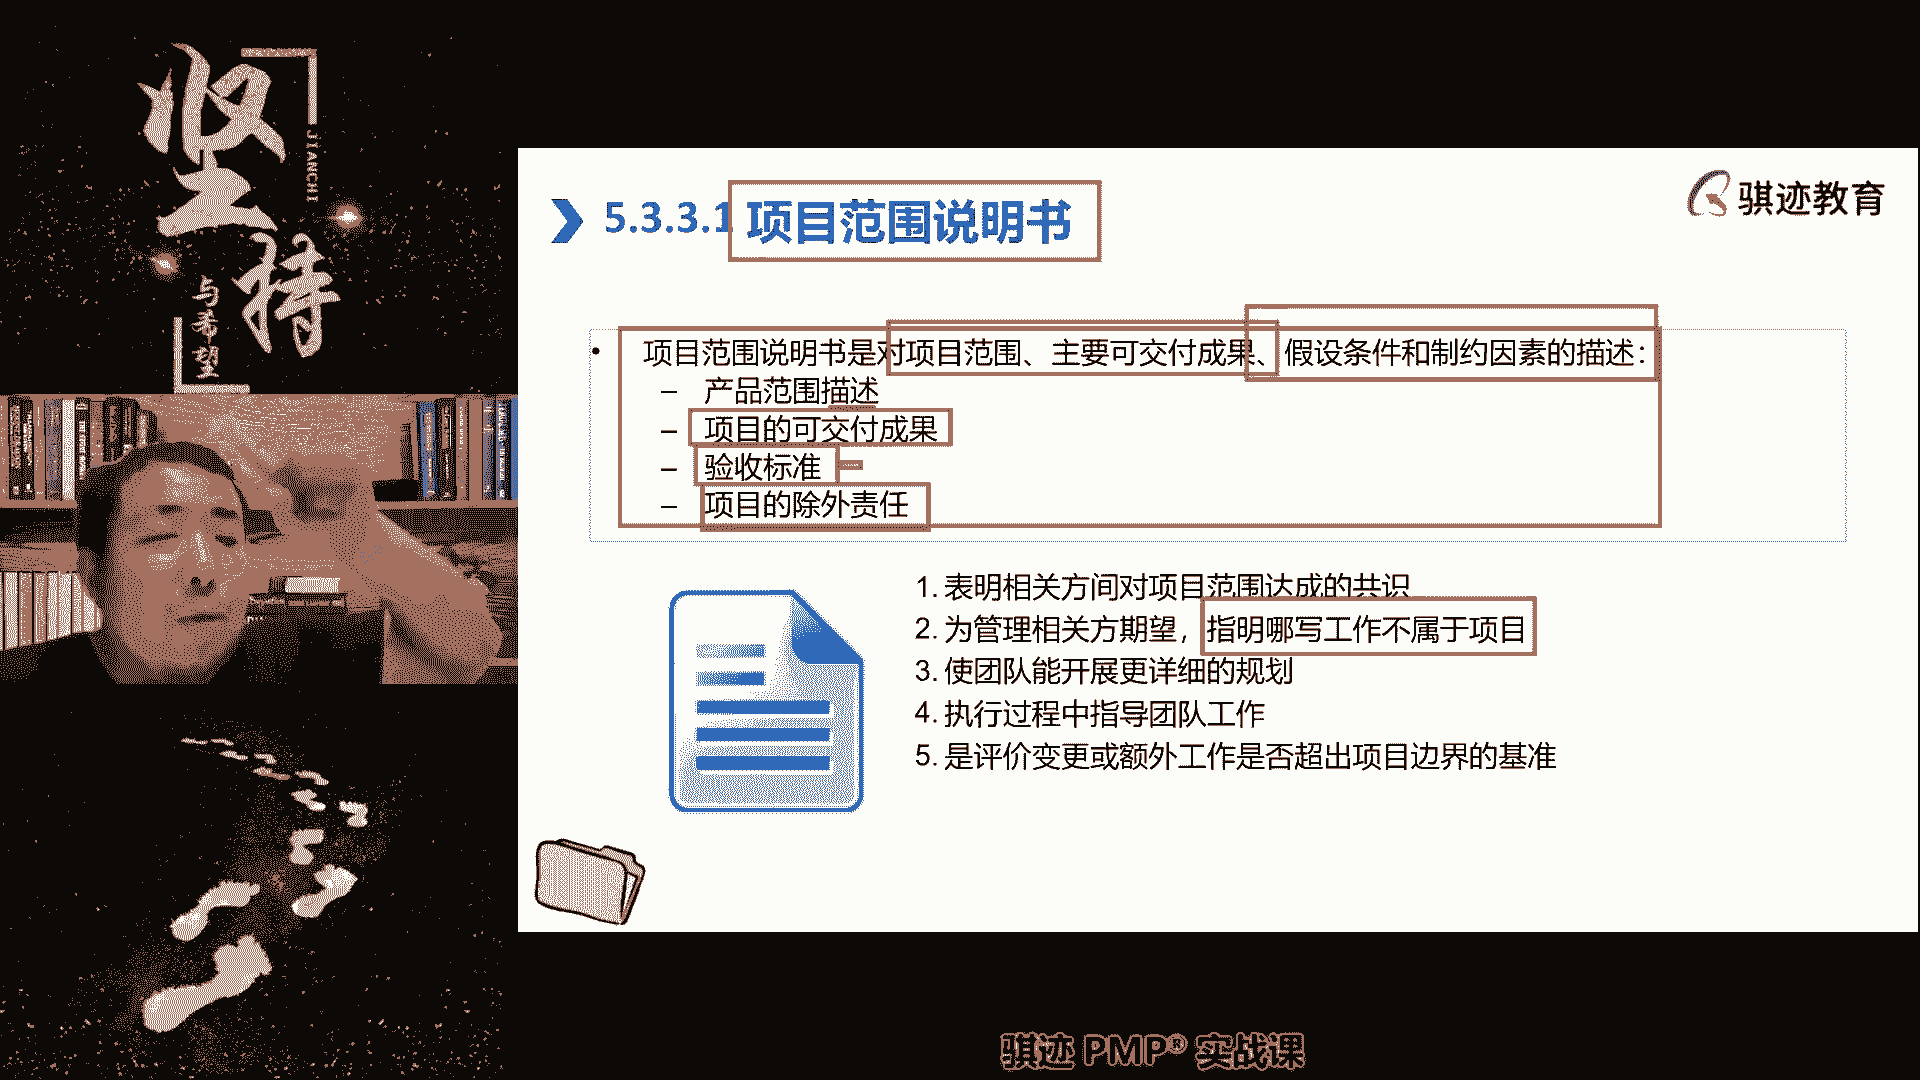 坚持
JIANCHI
与希望
5.3.3.1 项目范围说明书
骐迹教育
• 项目范围说明书是对项目范围、主要可交付成果、假设条件和制约因素的描述：
– 产品范围描述
– 项目的可交付成果
– 验收标准
– 项目的除外责任
1. 表明相关方间对项目范围达成的共识
2. 为管理相关方期望，指明哪写工作不属于项目
3. 使团队能开展更详细的规划
4. 执行过程中指导团队工作
5. 是评价变更或额外工作是否超出项目边界的基准
骐迹 PMP® 实战课